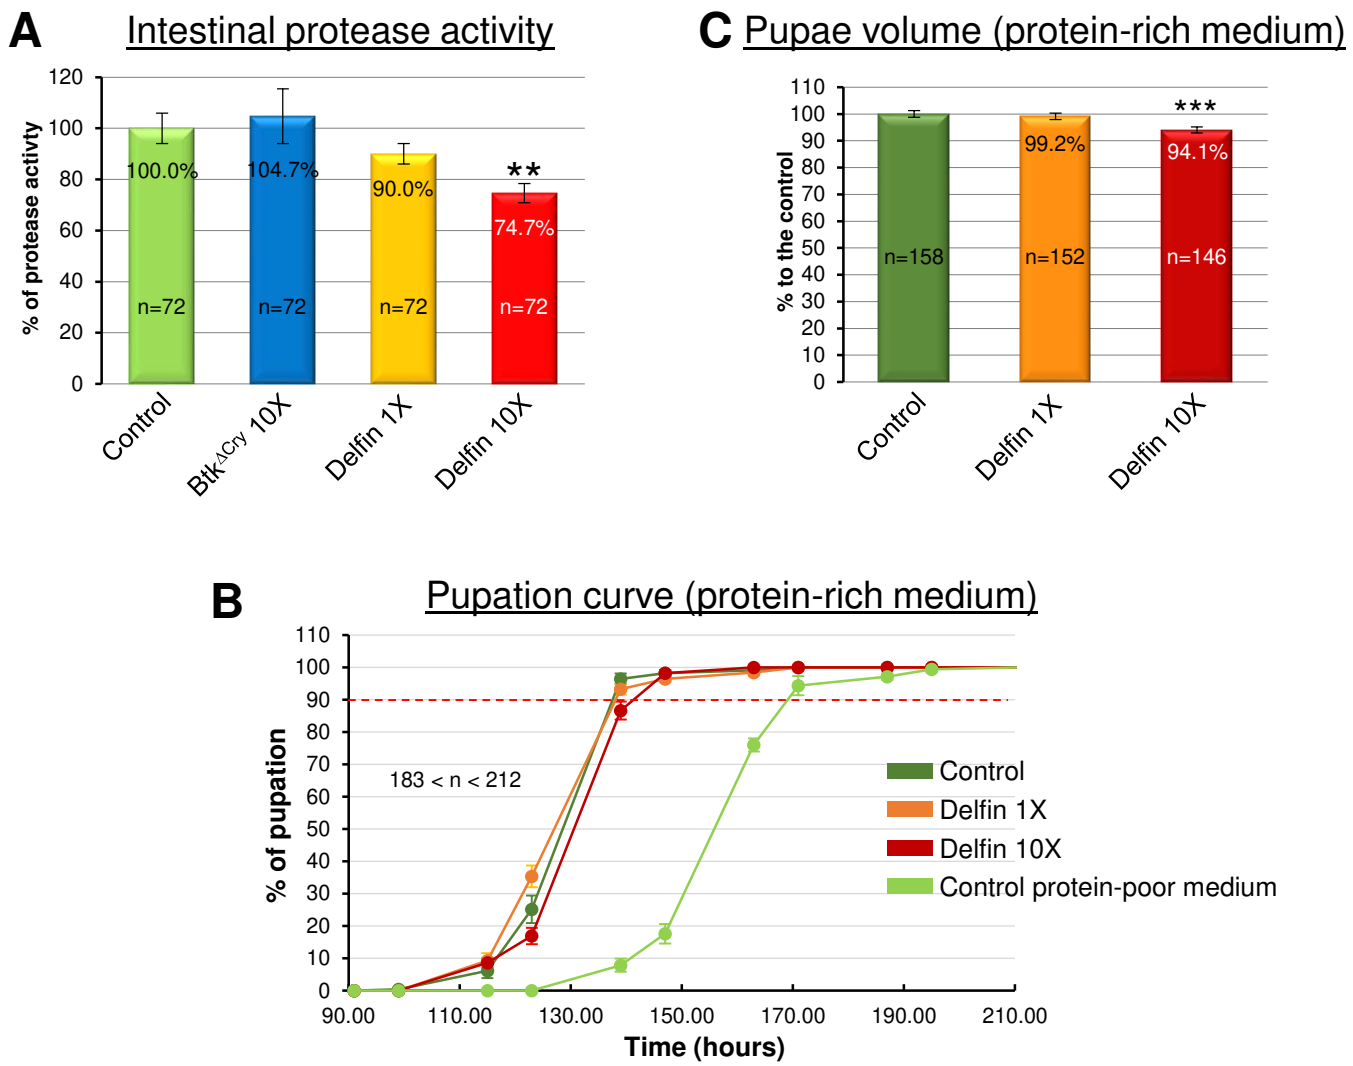 A
Intestinal protease activity
120
100
80
60
40
20
0
% of protease activty
100.0%
104.7%
90.0%
**
74.7%
n=72
n=72
n=72
n=72
Control
Btk^ΔCry 10X
Delfin 1X
Delfin 10X
C
Pupae volume (protein-rich medium)
110
100
90
80
70
60
50
40
30
20
10
0
% to the control
***
99.2%
94.1%
n=158
n=152
n=146
Control
Delfin 1X
Delfin 10X
B
Pupation curve (protein-rich medium)
110
100
90
80
70
60
50
40
30
20
10
0
% of pupation
183 < n < 212
Control
Delfin 1X
Delfin 10X
Control protein-poor medium
90.00
110.00
130.00
150.00
170.00
190.00
210.00
Time (hours)